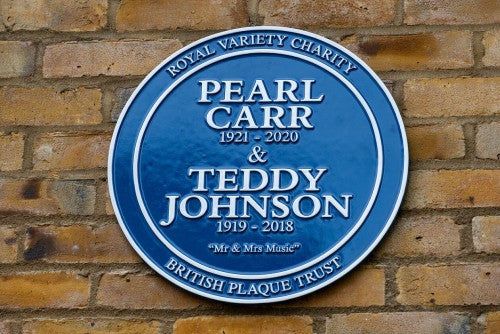 ROYAL VARIETY CHARITY
PEARL
CARR
1921 - 2020
&
TEDDY
JOHNSON
1919 - 2018
"Mr & Mrs Music"
BRITISH PLAQUE TRUST